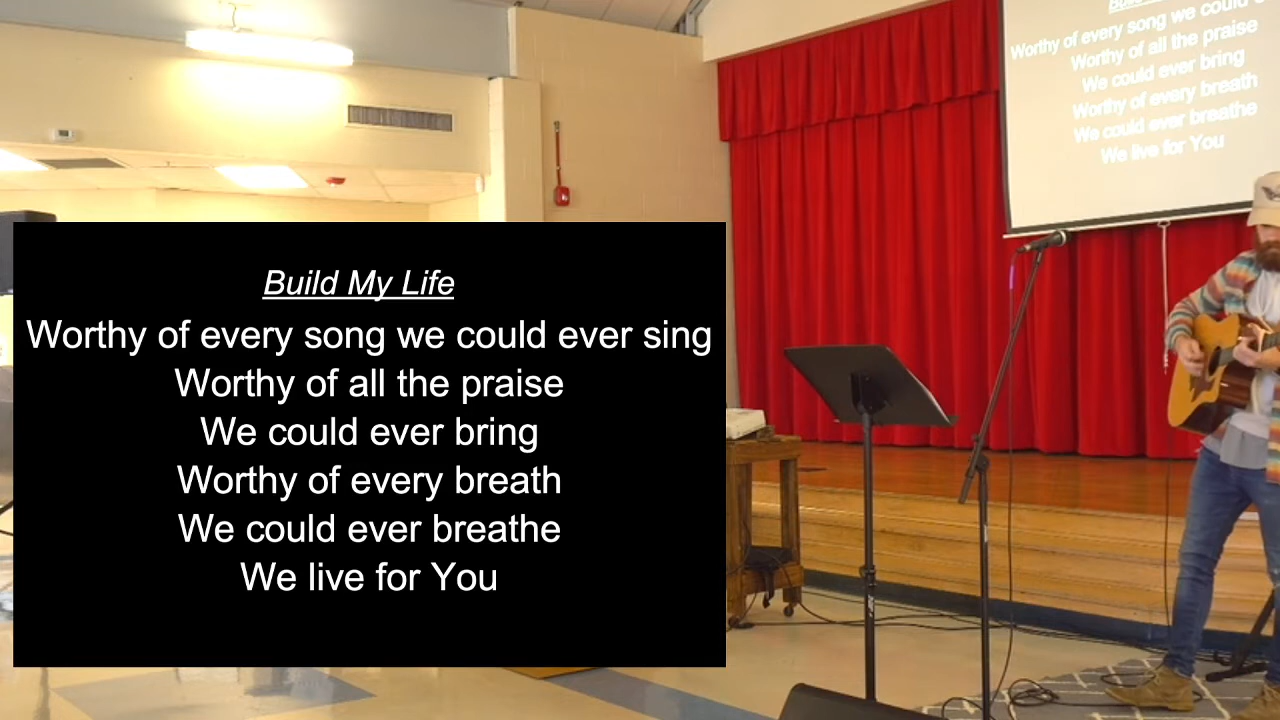 Build My Life
Worthy of every song we could ever sing
Worthy of all the praise
We could ever bring
Worthy of every breath
We could ever breathe
We live for You
Worthy of every song we could
Worthy of all the praise
We could ever bring
Worthy of every breath
We could ever breathe
We live for You